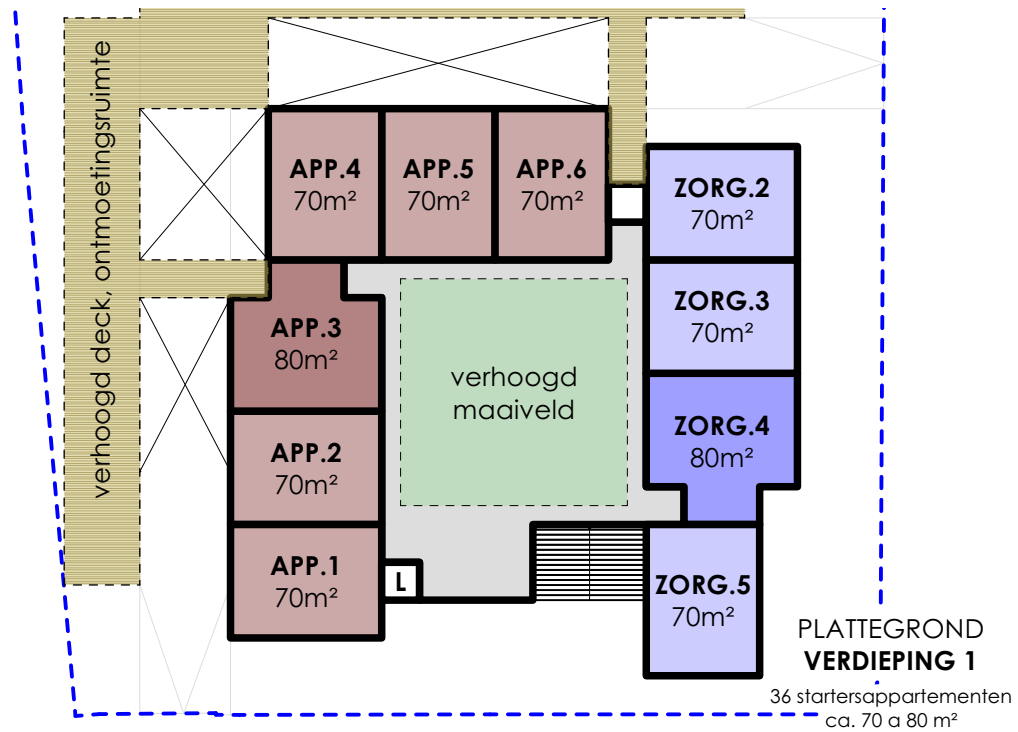 verhoogd deck, ontmoetingsruimte
APP.4
70m²
APP.5
70m²
APP.6
70m²
ZORG.2
70m²
APP.3
80m²
ZORG.3
70m²
verhoogd
maaiveld
APP.2
70m²
ZORG.4
80m²
APP.1
70m²
L
ZORG.5
70m²
PLATTEGROND
VERDIEPING 1
36 startersappartementen
ca. 70 a 80 m²